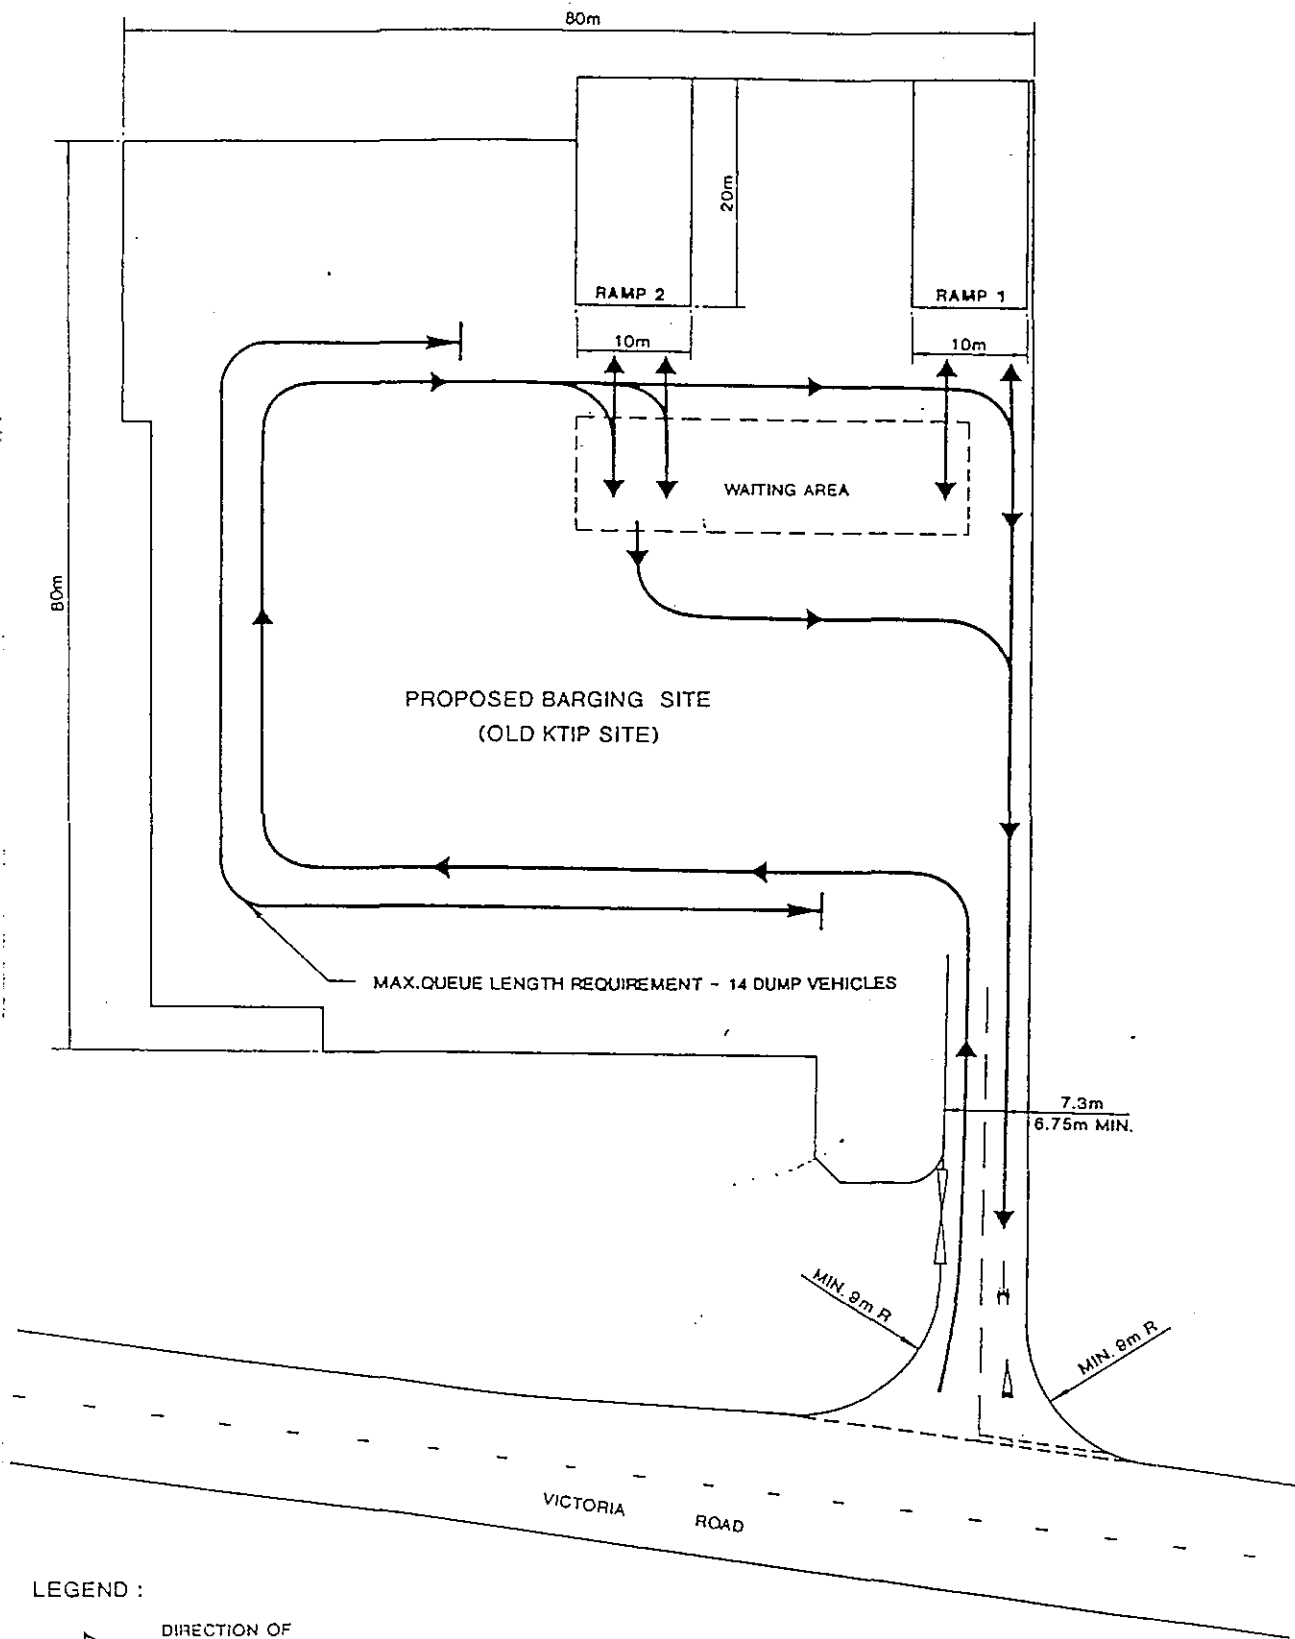 80m
20m
RAMP 2
RAMP 1
10m
10m
WAITING AREA
80m
PROPOSED BARGING SITE
(OLD KTIP SITE)
MAX.QUEUE LENGTH REQUIREMENT - 14 DUMP VEHICLES
7.3m
6.75m MIN.
MIN. 9m R
MIN. 9m R
VICTORIA ROAD
LEGEND :
DIRECTION OF